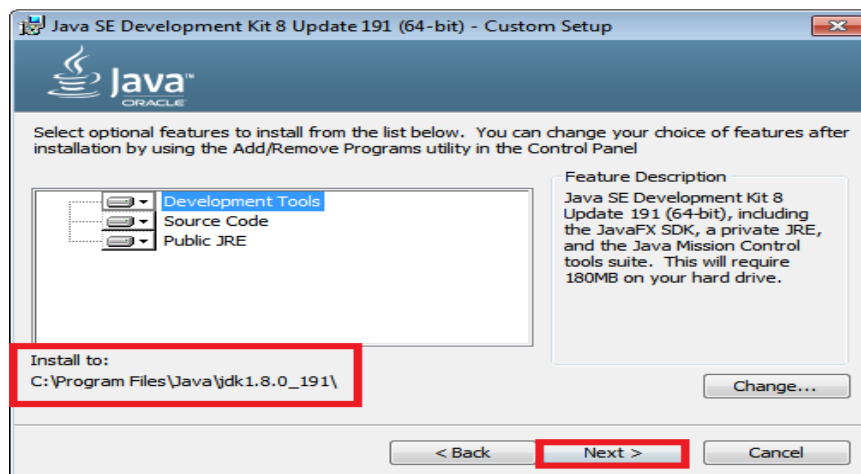 Java SE Development Kit 8 Update 191 (64-bit) - Custom Setup
Java™
ORACLE
Select optional features to install from the list below. You can change your choice of features after
installation by using the Add/Remove Programs utility in the Control Panel
Development Tools
Source Code
Public JRE
Feature Description
Java SE Development Kit 8
Update 191 (64-bit), including
the JavaFX SDK, a private JRE,
and the Java Mission Control
tools suite. This will require
180MB on your hard drive.
Install to:
C:\Program Files\Java\jdk1.8.0_191\
Change...
< Back
Next >
Cancel